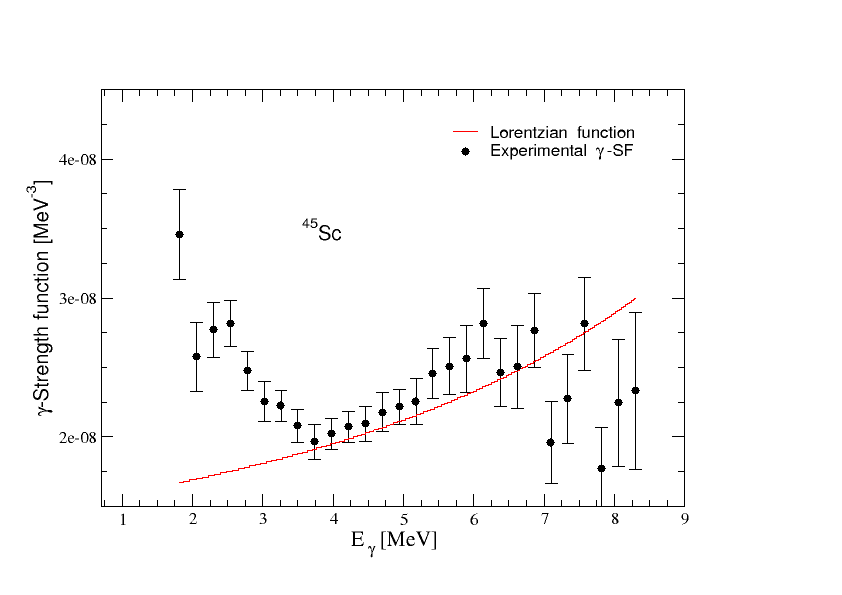 Lorentzian function
Experimental γ-SF
4e-08
45Sc
3e-08
2e-08
γ-Strength function [MeV-3]
1 2 3 4 5 6 7 8 9
Eγ [MeV]